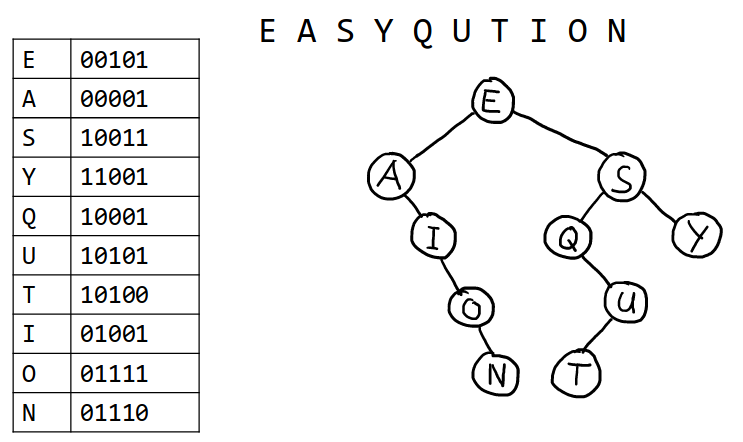 E A S Y Q U T I O N
E 00101
A 00001
S 10011
Y 11001
Q 10001
U 10101
T 10100
I 01001
O 01111
N 01110
E
A
S
I
Q
Y
O
U
N
T